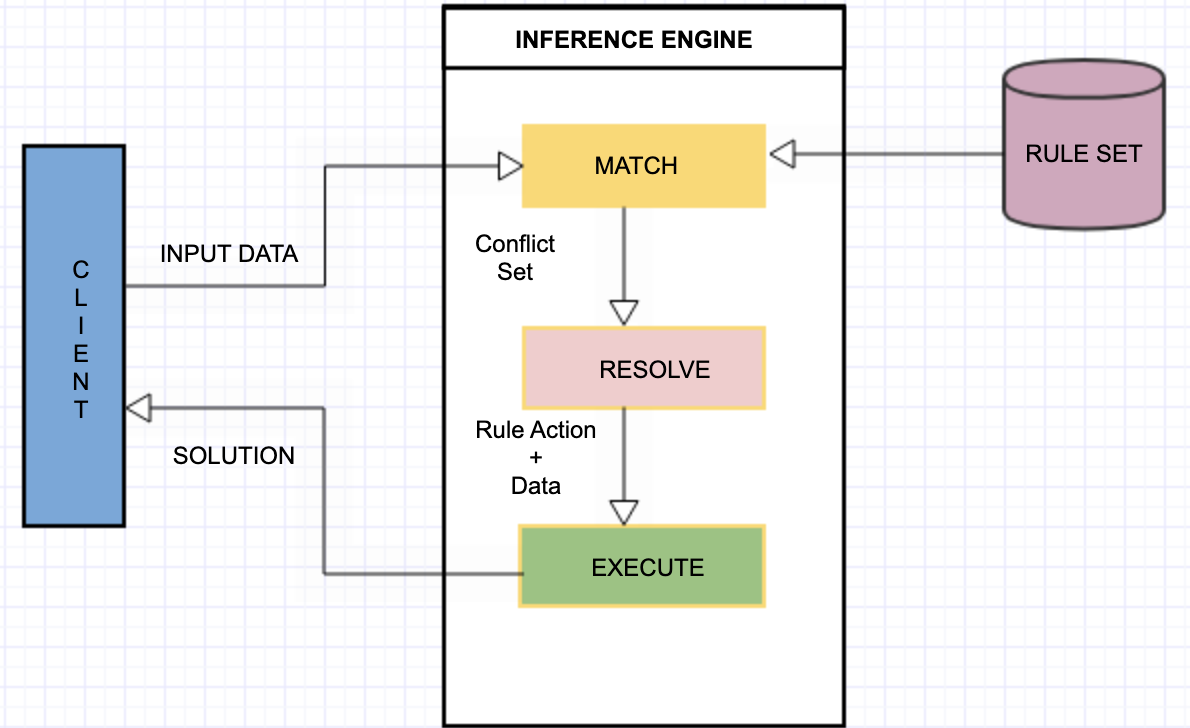 INFERENCE ENGINE
RULE SET
MATCH
INPUT DATA
Conflict
Set
C
L
I
E
N
T
RESOLVE
Rule Action
+
Data
SOLUTION
EXECUTE